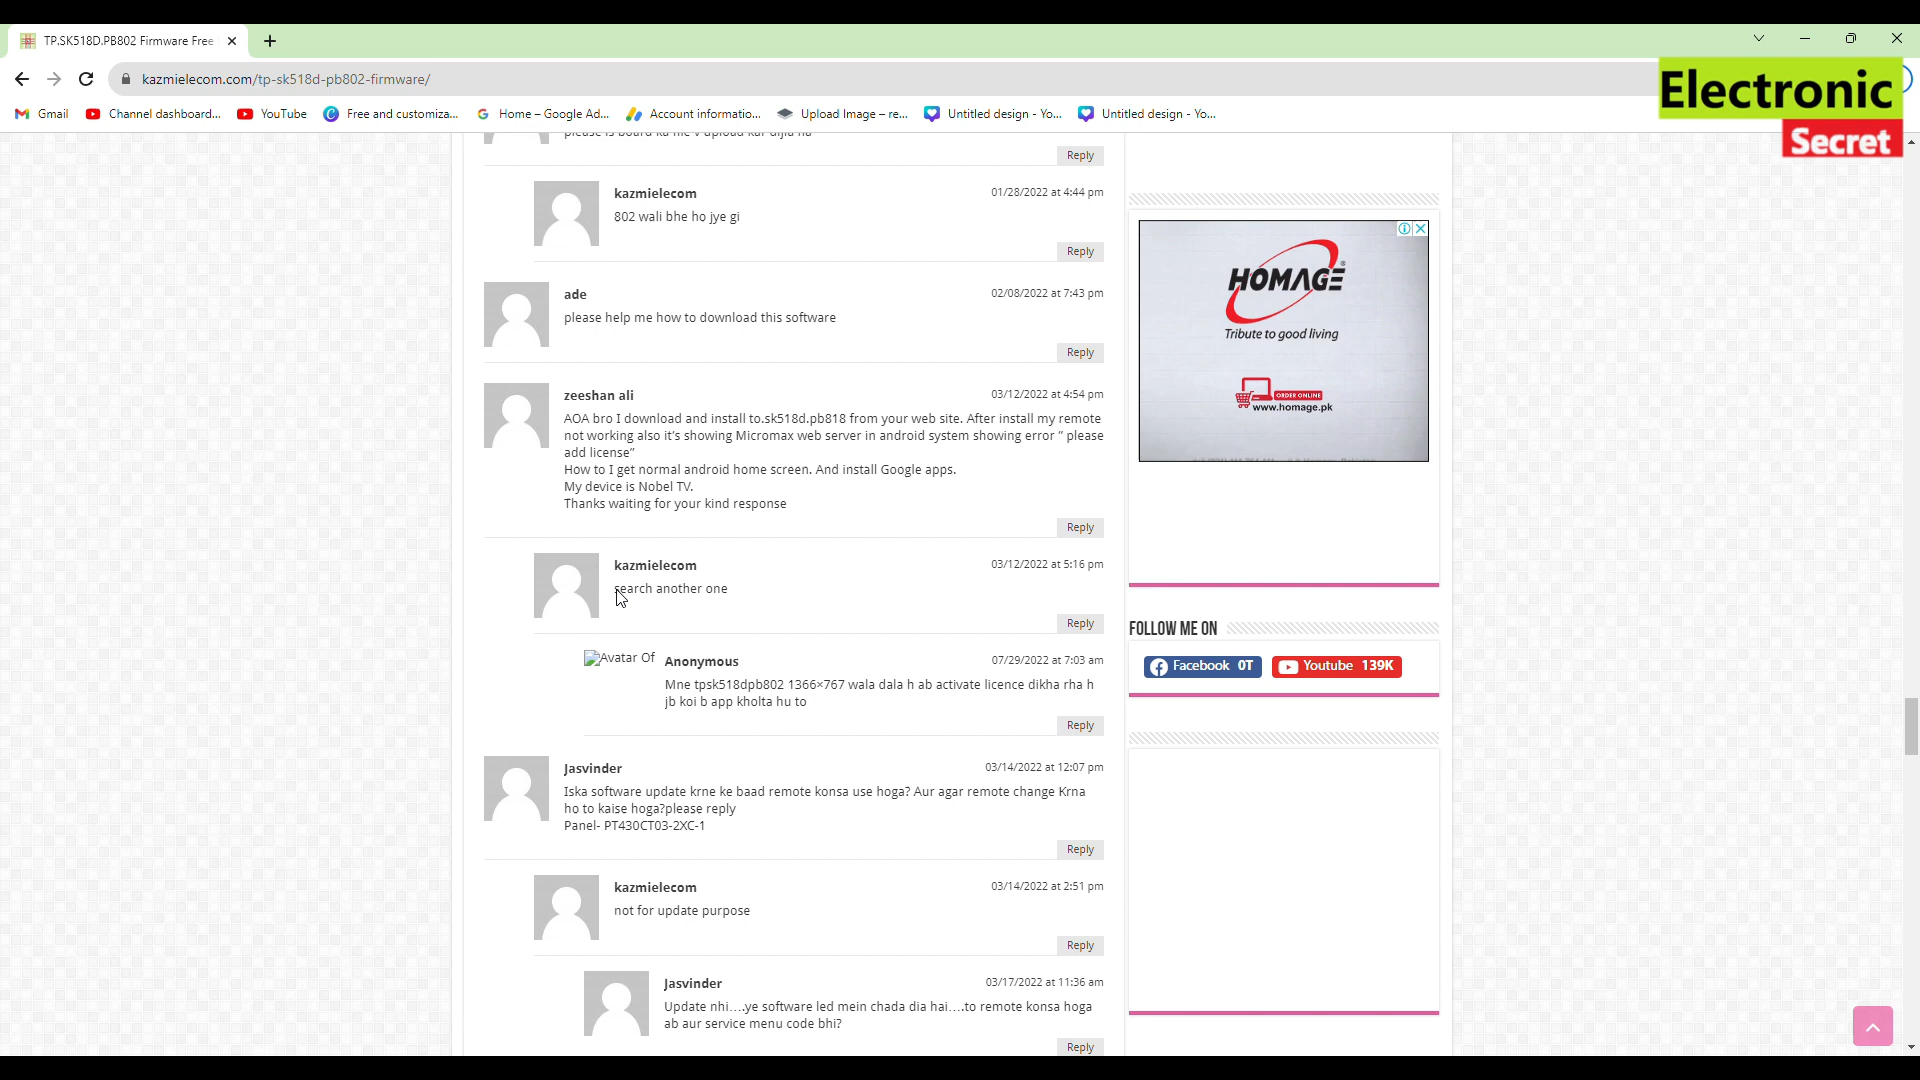 TP.SK518D.PB802 Firmware Free
kazmielecom.com/tp-sk518d-pb802-firmware/
Electronic
Secret
Gmail
Channel dashboard...
YouTube
Free and customiza...
Home – Google Ad...
Account informatio...
Upload Image – re...
Untitled design - Yo...
Untitled design - Yo...
Reply
kazmielecom
01/28/2022 at 4:44 pm
802 wali bhe ho jye gi
Reply
ade
02/08/2022 at 7:43 pm
please help me how to download this software
Reply
zeeshan ali
03/12/2022 at 4:54 pm
AOA bro I download and install to.sk518d.pb818 from your web site. After install my remote
not working also it's showing Micromax web server in android system showing error “ please
add license”
How to I get normal android home screen. And install Google apps.
My device is Nobel TV.
Thanks waiting for your kind response
Reply
kazmielecom
03/12/2022 at 5:16 pm
search another one
Reply
Avatar Of
Anonymous
07/29/2022 at 7:03 am
Mne tpsk518dpb802 1366×767 wala dala h ab activate licence dikha rha h
jb koi b app kholta hu to
Reply
Jasvinder
03/14/2022 at 12:07 pm
Iska software update krne ke baad remote konsa use hoga? Aur agar remote change Krna
ho to kaise hoga?please reply
Panel- PT430CT03-2XC-1
Reply
kazmielecom
03/14/2022 at 2:51 pm
not for update purpose
Reply
Jasvinder
03/17/2022 at 11:36 am
Update nhi....ye software led mein chada dia hai....to remote konsa hoga
ab aur service menu code bhi?
Reply
HOMAGE®
Tribute to good living
ORDER ONLINE
www.homage.pk
FOLLOW ME ON
Facebook 0T
Youtube 139K